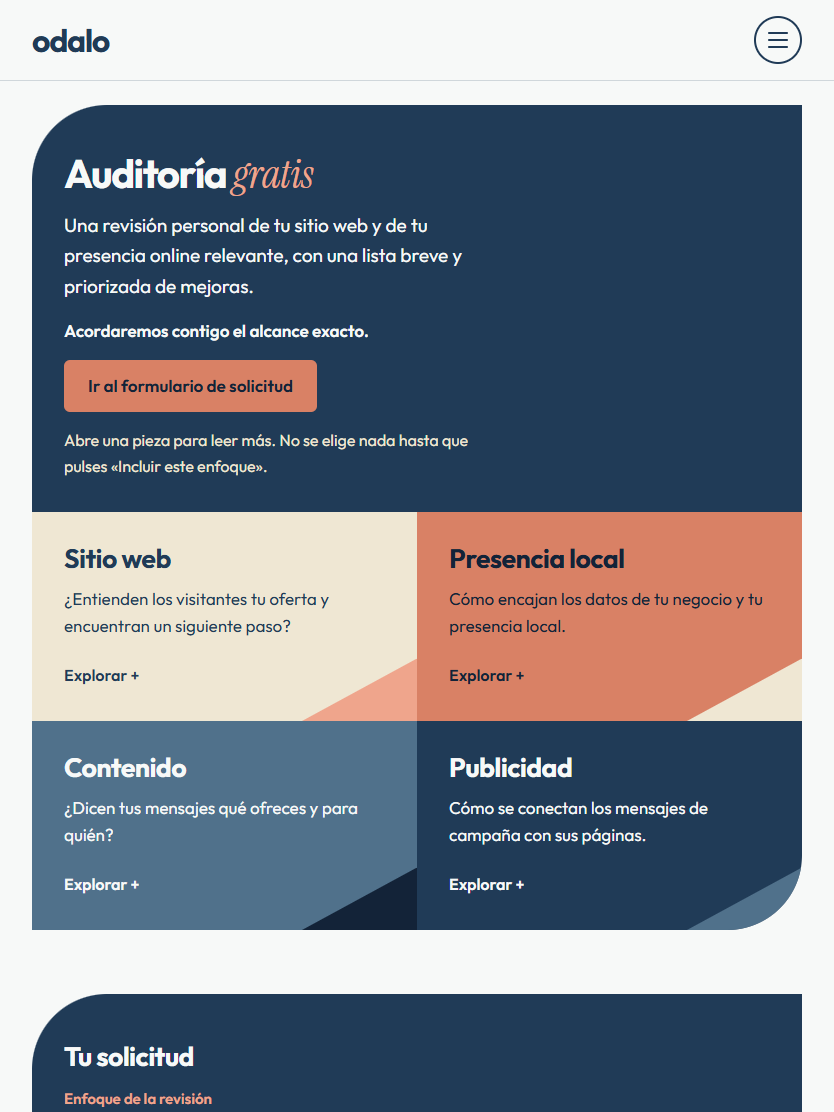 odalo
Auditoría gratis
Una revisión personal de tu sitio web y de tu
presencia online relevante, con una lista breve y
priorizada de mejoras.
Acordaremos contigo el alcance exacto.
Ir al formulario de solicitud
Abre una pieza para leer más. No se elige nada hasta que
pulses «Incluir este enfoque».
Sitio web
¿Entienden los visitantes tu oferta y
encuentran un siguiente paso?
Explorar +
Presencia local
Cómo encajan los datos de tu negocio y tu
presencia local.
Explorar +
Contenido
¿Dicen tus mensajes qué ofreces y para
quién?
Explorar +
Publicidad
Cómo se conectan los mensajes de
campaña con sus páginas.
Explorar +
Tu solicitud
Enfoque de la revisión